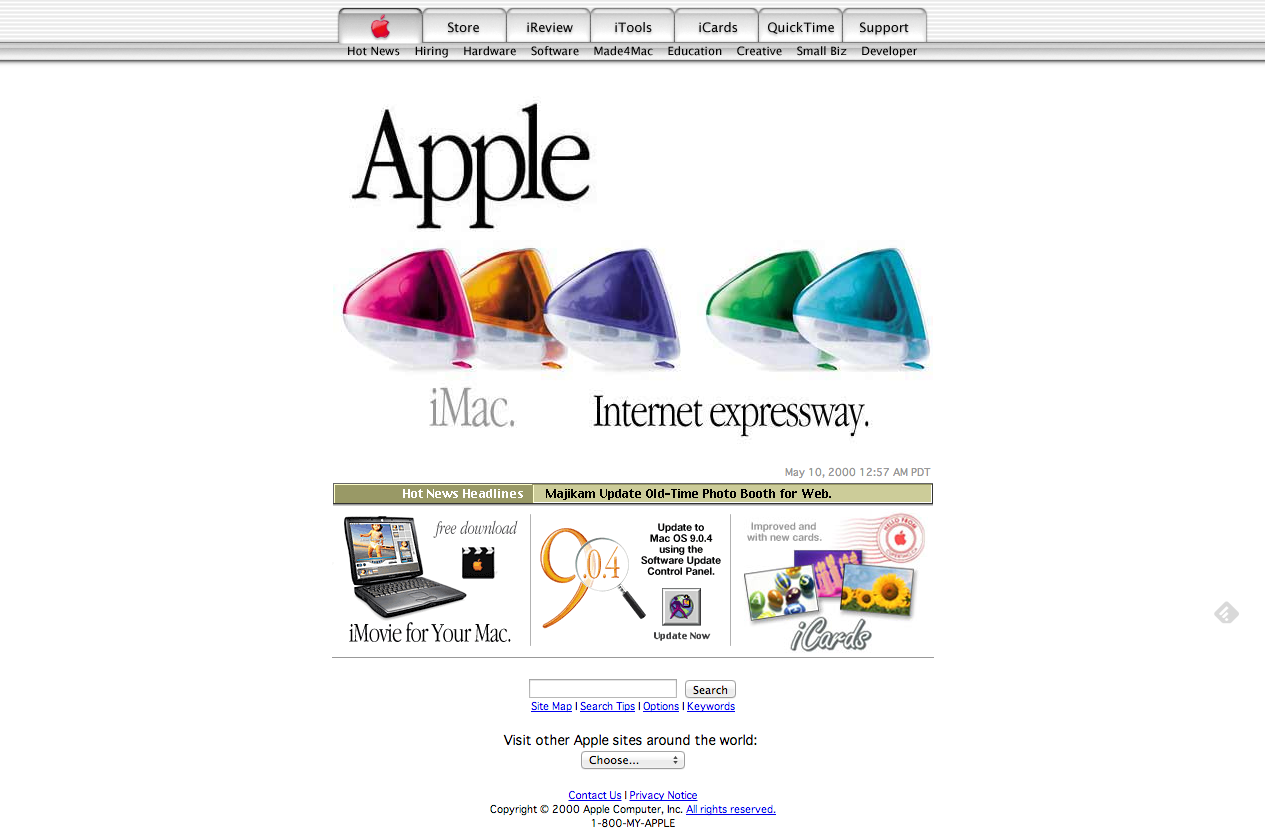 Store iReview iTools iCards QuickTime Support
Hot News Hiring Hardware Software Made4Mac Education Creative Small Biz Developer
Apple
iMac. Internet expressway.
May 10, 2000 12:57 AM PDT
Hot News Headlines Majikam Update Old-Time Photo Booth for Web.
free download
iMovie for Your Mac.
9.0.4
Update to
Mac OS 9.0.4
using the
Software Update
Control Panel.
Update Now
Improved and
with new cards.
HELLO FROM
iCards
Search
Site Map | Search Tips | Options | Keywords
Visit other Apple sites around the world:
Choose...
Contact Us | Privacy Notice
Copyright © 2000 Apple Computer, Inc. All rights reserved.
1-800-MY-APPLE